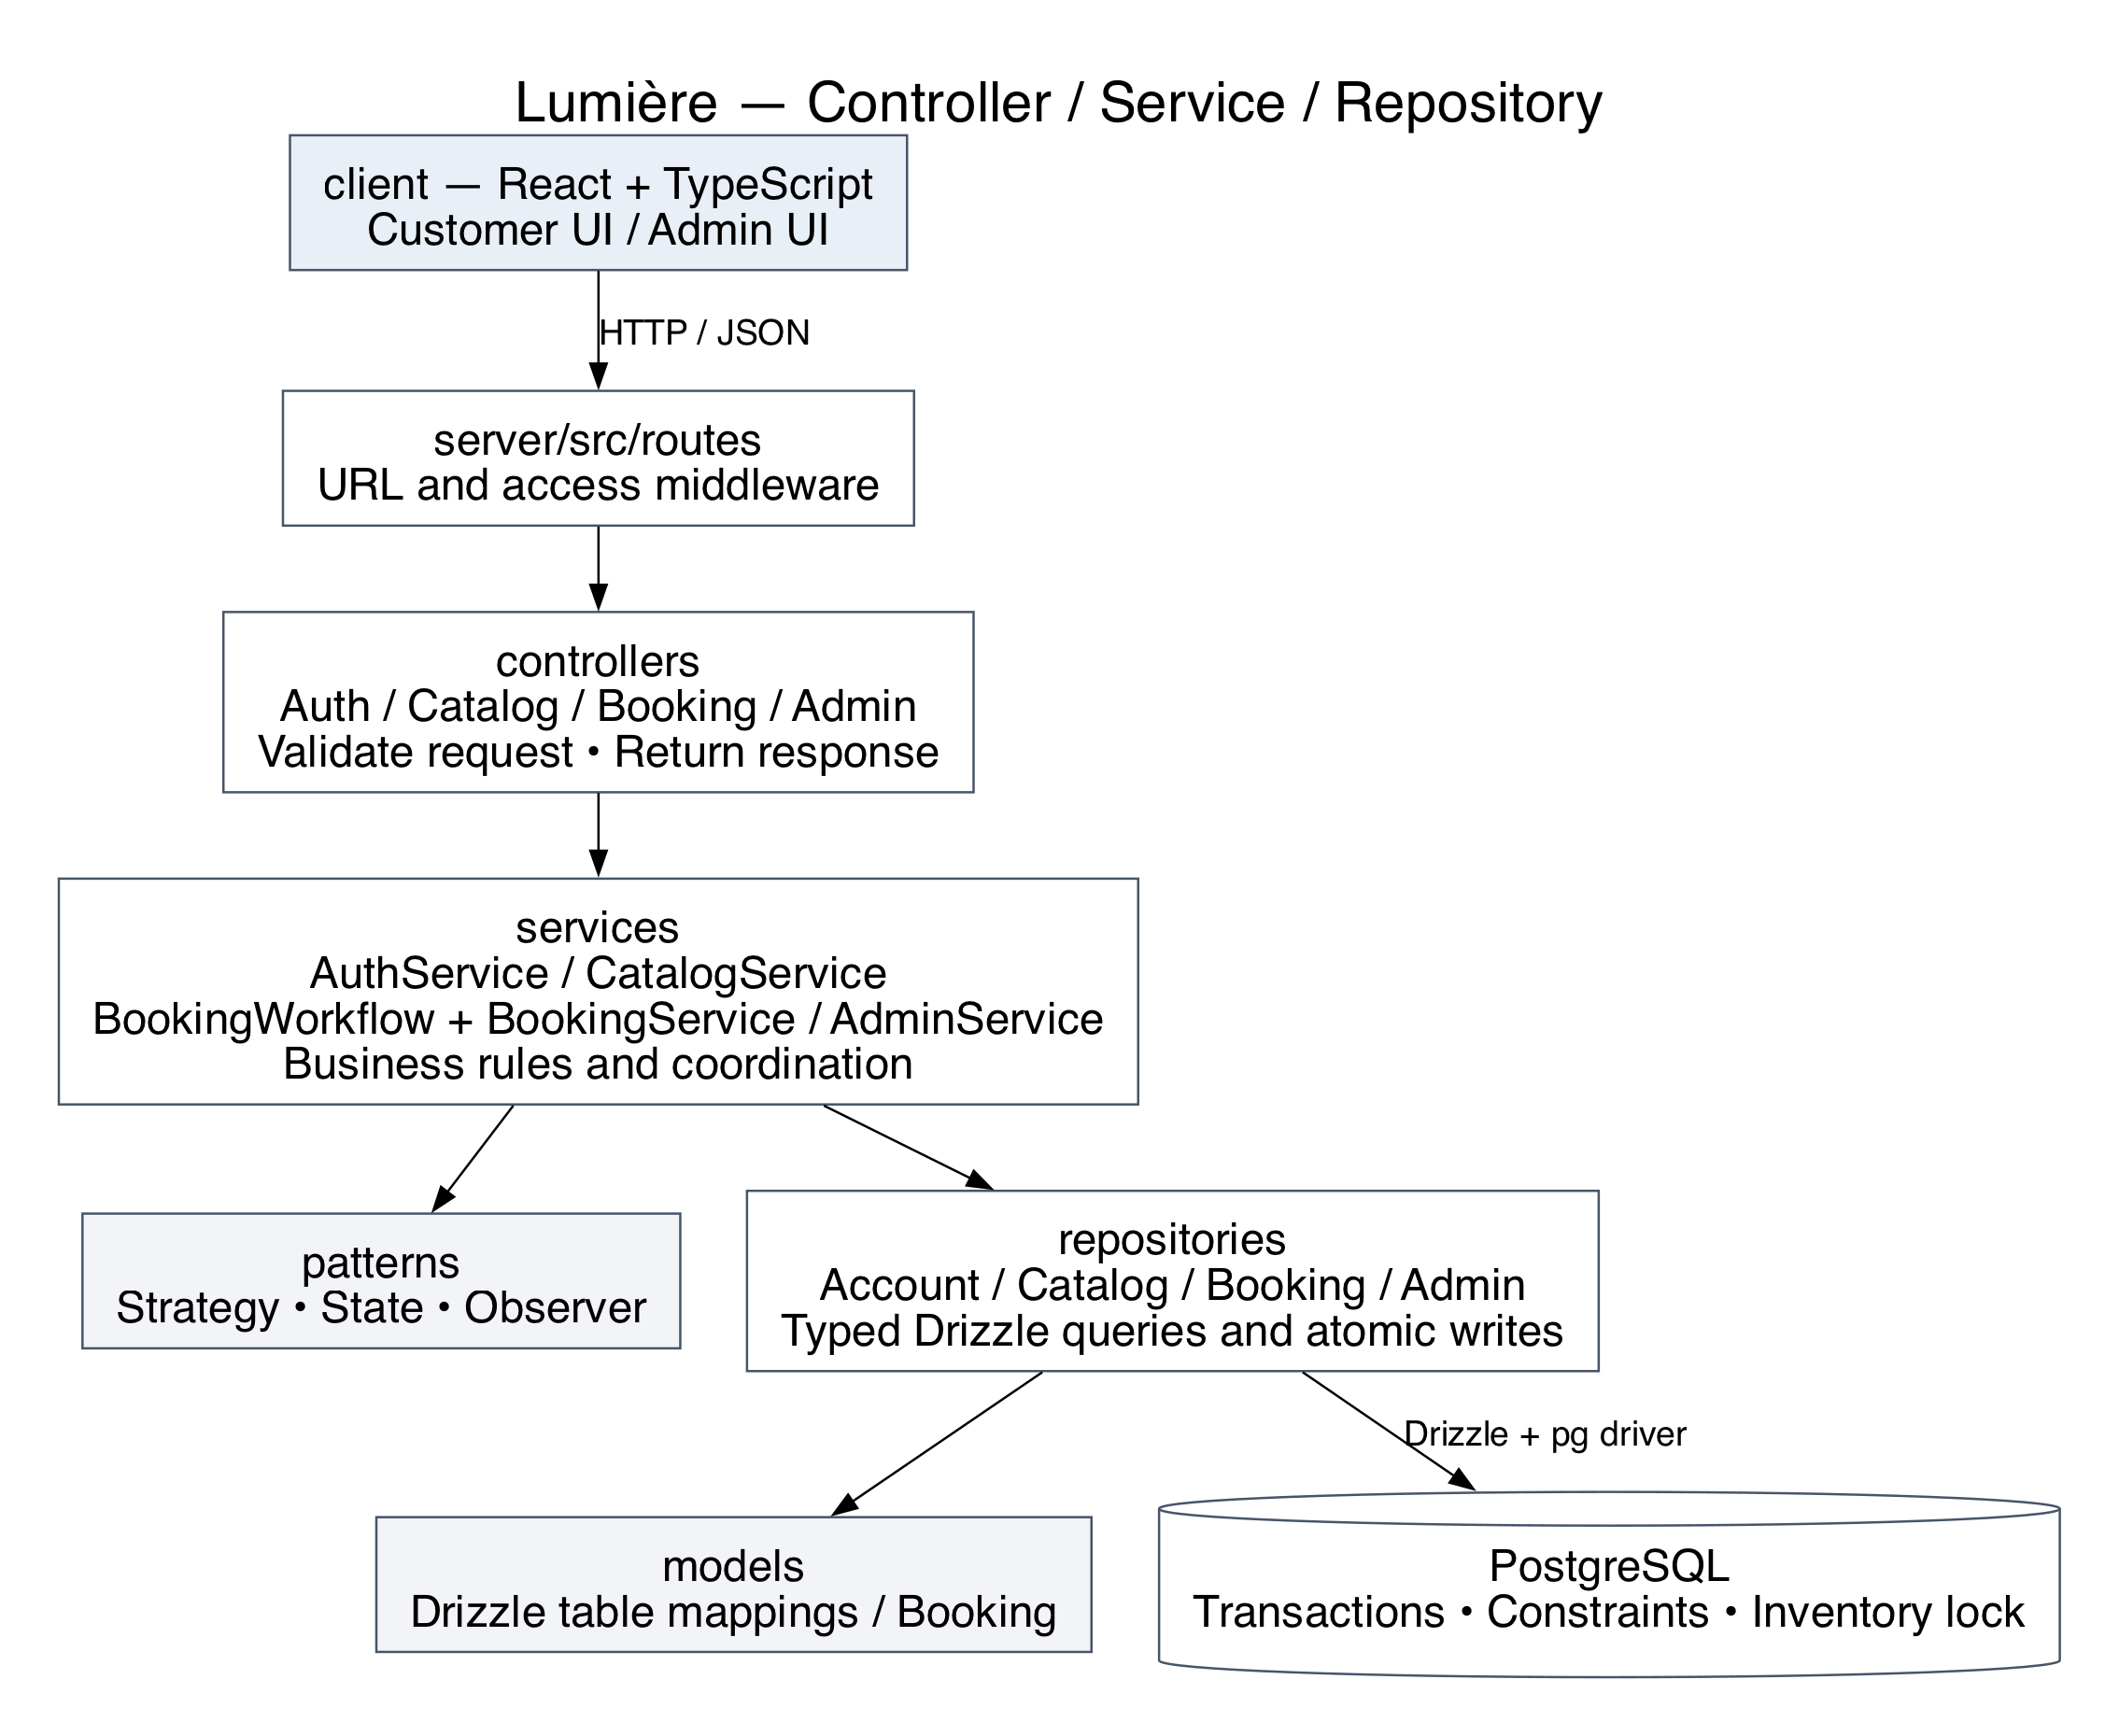 Lumière — Controller / Service / Repository
client — React + TypeScript
Customer UI / Admin UI
HTTP / JSON
server/src/routes
URL and access middleware
controllers
Auth / Catalog / Booking / Admin
Validate request • Return response
services
AuthService / CatalogService
BookingWorkflow + BookingService / AdminService
Business rules and coordination
patterns
Strategy • State • Observer
repositories
Account / Catalog / Booking / Admin
Typed Drizzle queries and atomic writes
Drizzle + pg driver
models
Drizzle table mappings / Booking
PostgreSQL
Transactions • Constraints • Inventory lock